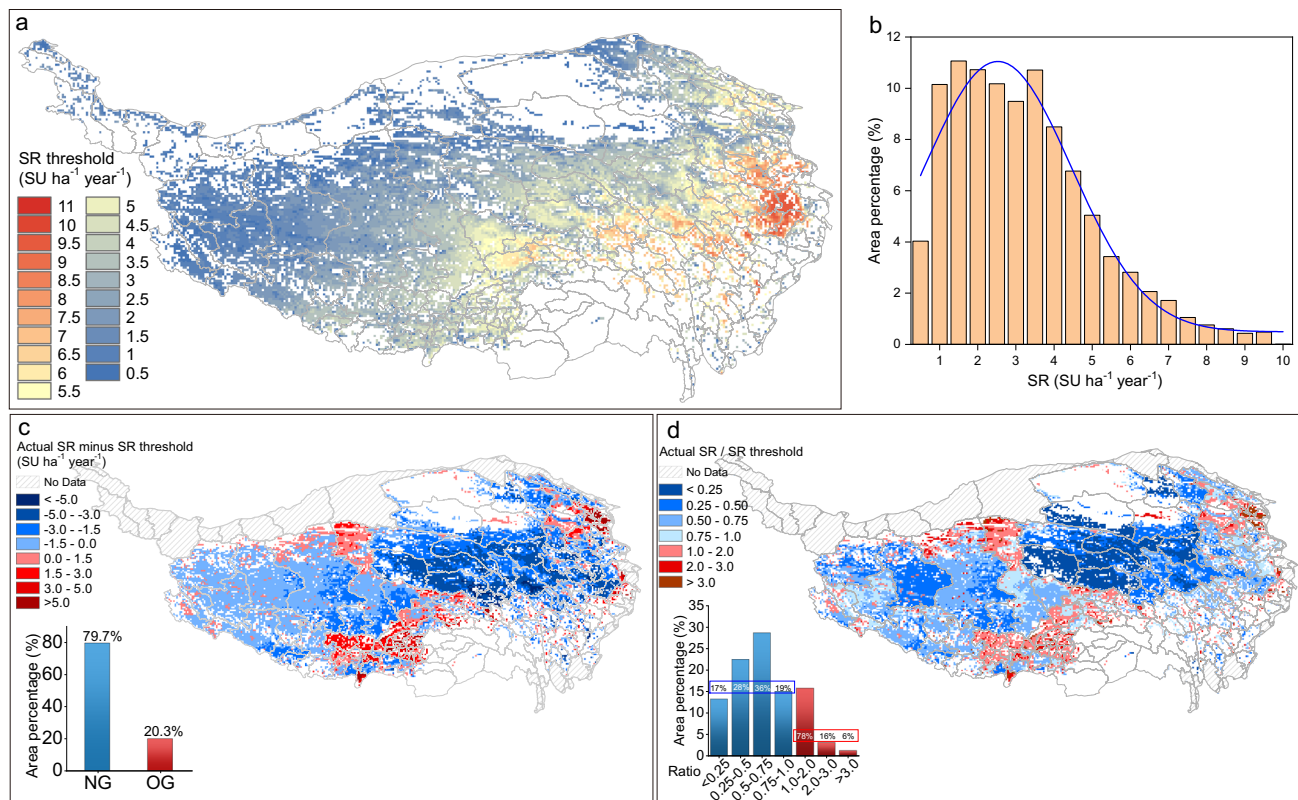 a
SR threshold
(SU ha⁻¹ year⁻¹)
11
10
9.5
9
8.5
8
7.5
7
6.5
6
5.5
5
4.5
4
3.5
3
2.5
2
1.5
1
0.5
b
Area percentage (%)
12
10
8
6
4
2
0
1 2 3 4 5 6 7 8 9 10
SR (SU ha⁻¹ year⁻¹)
c
Actual SR minus SR threshold
(SU ha⁻¹ year⁻¹)
No Data
< -5.0
-5.0 - -3.0
-3.0 - -1.5
-1.5 - 0.0
0.0 - 1.5
1.5 - 3.0
3.0 - 5.0
>5.0
Area percentage (%)
80
60
40
20
0
79.7%
20.3%
NG OG
d
Actual SR / SR threshold
No Data
< 0.25
0.25 - 0.50
0.50 - 0.75
0.75 - 1.0
1.0 - 2.0
2.0 - 3.0
> 3.0
Area percentage (%)
35
30
25
20
15
10
5
0
17% 28% 36% 19%
78% 16% 6%
Ratio
<0.25 0.25-0.5 0.5-0.75 0.75-1.0 1.0-2.0 2.0-3.0 >3.0